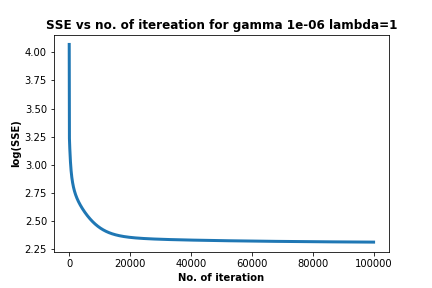 SSE vs no. of itereation for gamma 1e-06 lambda=1
4.00
3.75
3.50
3.25
3.00
2.75
2.50
2.25
log(SSE)
0 20000 40000 60000 80000 100000
No. of iteration